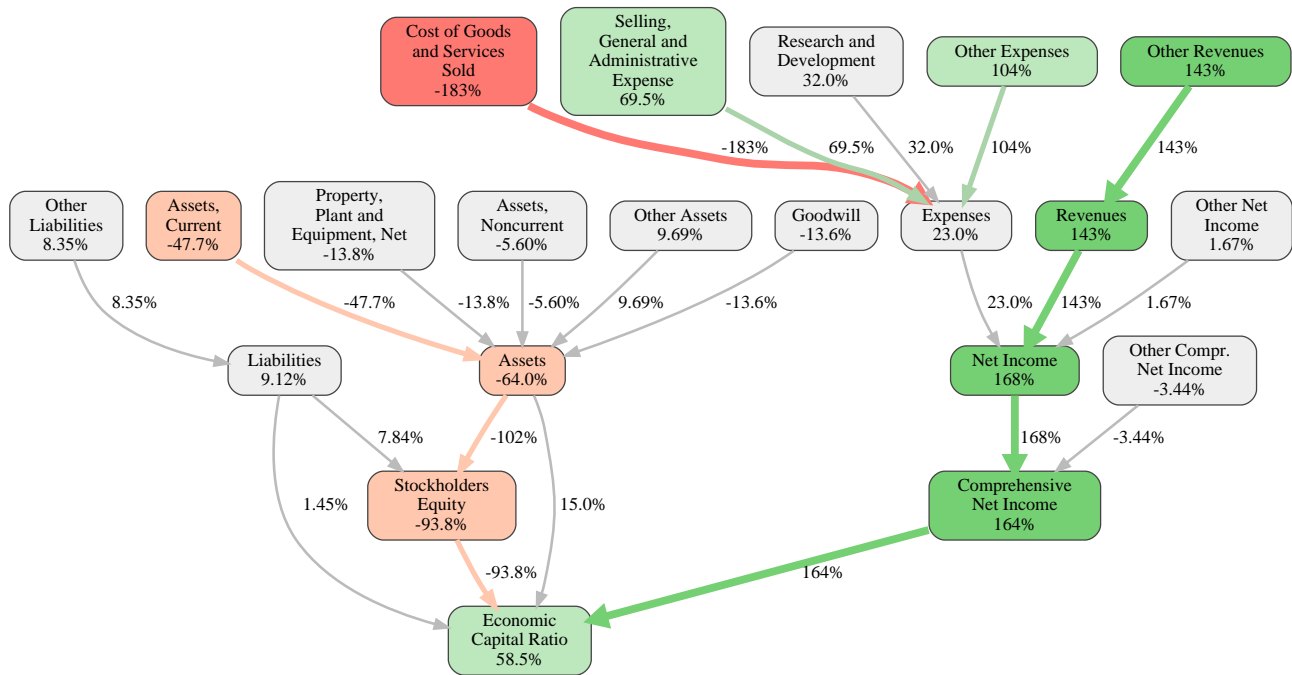 Cost of Goods
and Services
Sold
-183%
Selling,
General and
Administrative
Expense
69.5%
Research and
Development
32.0%
Other Expenses
104%
Other Revenues
143%
-183%
69.5%
32.0%
104%
143%
Other
Liabilities
8.35%
Assets,
Current
-47.7%
Property,
Plant and
Equipment, Net
-13.8%
Assets,
Noncurrent
-5.60%
Other Assets
9.69%
Goodwill
-13.6%
Expenses
23.0%
Revenues
143%
Other Net
Income
1.67%
8.35%
-47.7%
-13.8%
-5.60%
9.69%
-13.6%
23.0%
143%
1.67%
Liabilities
9.12%
Assets
-64.0%
Net Income
168%
Other Compr.
Net Income
-3.44%
7.84%
-102%
168%
-3.44%
1.45%
Stockholders
Equity
-93.8%
15.0%
Comprehensive
Net Income
164%
-93.8%
164%
Economic
Capital Ratio
58.5%